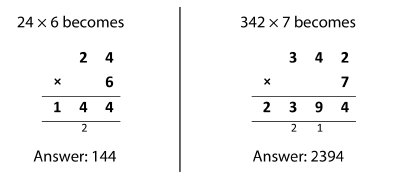 24 × 6 becomes
2 4
× 6
1 4 4
2
Answer: 144
342 × 7 becomes
3 4 2
× 7
2 3 9 4
2 1
Answer: 2394